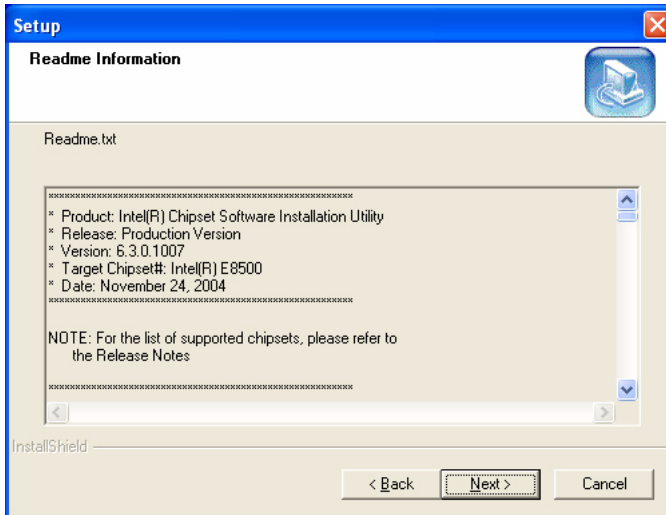 Setup
Readme Information
Readme.txt
*********************************************************
* Product: Intel(R) Chipset Software Installation Utility
* Release: Production Version
* Version: 6.3.0.1007
* Target Chipset#: Intel(R) E8500
* Date: November 24, 2004
*********************************************************
NOTE: For the list of supported chipsets, please refer to
the Release Notes
*********************************************************
InstallShield
< Back
Next >
Cancel